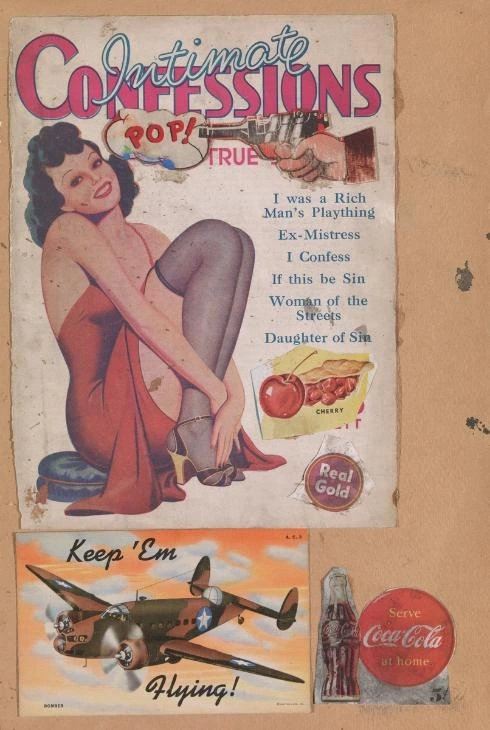 Intimate
CONFESSIONS
POP!
TRUE
I was a Rich
Man's Plaything
Ex-Mistress
I Confess
If this be Sin
Woman of the
Streets
Daughter of Sin
CHERRY
Real
Gold
Keep 'Em
Flying!
BOMBER
Serve
Coca-Cola
at home
5¢